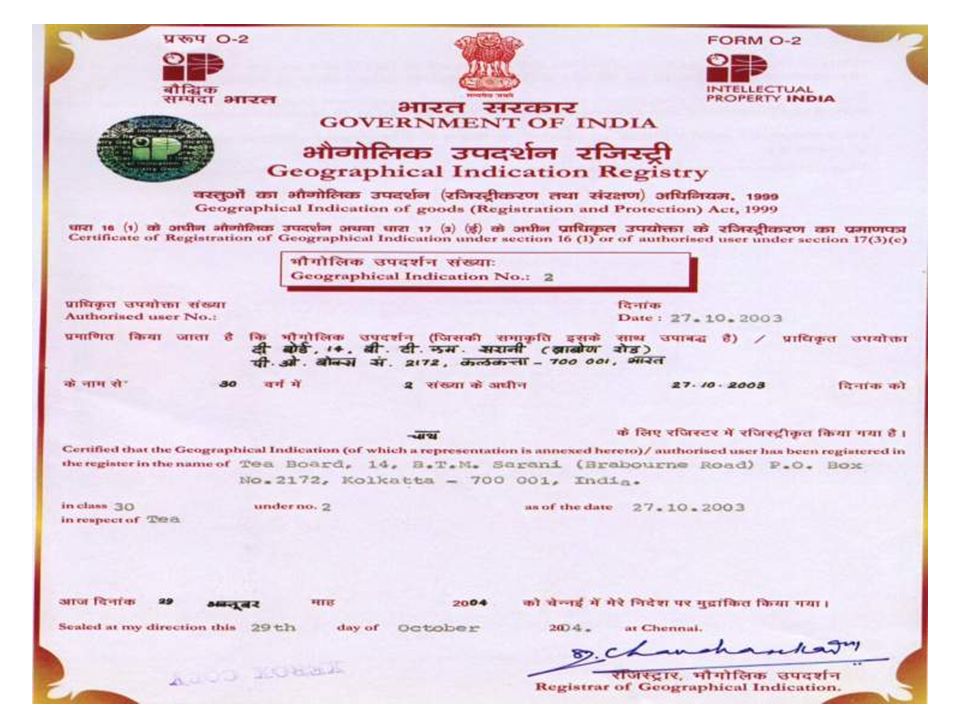 प्ररूप O-2
FORM O-2
बौद्धिक
सम्पदा भारत
INTELLECTUAL
PROPERTY INDIA
सत्यमेव जयते
भारत सरकार
GOVERNMENT OF INDIA
भौगोलिक उपदर्शन रजिस्ट्री
Geographical Indication Registry
वस्तुओं का भौगोलिक उपदर्शन (रजिस्ट्रीकरण तथा संरक्षण) अधिनियम, 1999
Geographical Indication of goods (Registration and Protection) Act, 1999
धारा 16 (1) के अधीन भौगोलिक उपदर्शन अथवा धारा 17 (3) (ई) के अधीन प्राधिकृत उपयोक्ता के रजिस्ट्रीकरण का प्रमाणपत्र
Certificate of Registration of Geographical Indication under section 16 (1) or of authorised user under section 17(3)(e)
भौगोलिक उपदर्शन संख्याः
Geographical Indication No.: 2
प्राधिकृत उपयोक्ता संख्या
दिनांक
Authorised user No.:
Date : 27.10.2003
प्रमाणित किया जाता है कि भौगोलिक उपदर्शन (जिसकी समाकृति इसके साथ उपाबद्ध है) / प्राधिकृत उपयोक्ता
टी बोर्ड, 14, बी. टी. एम. सरानी (ब्राबोर्ण रोड)
पी. ओ. बोक्स सं. 2172, कलकत्ता - 700 001, भारत
के नाम से 30 वर्ग में 2 संख्या के अधीन 27.10.2003 दिनांक को
चाय के लिए रजिस्टर में रजिस्ट्रीकृत किया गया है।
Certified that the Geographical Indication (of which a representation is annexed hereto)/ authorised user has been registered in
the register in the name of Tea Board, 14, B.T.M. Sarani (Brabourne Road) P.O. Box
No.2172, Kolkatta - 700 001, India.
in class 30 under no. 2 as of the date 27.10.2003
in respect of Tea
आज दिनांक 29 अक्तूबर माह 2004 को चेन्नई में मेरे निदेश पर मुद्रांकित किया गया।
Sealed at my direction this 29th day of October 2004. at Chennai.
रजिस्ट्रार, भौगोलिक उपदर्शन
Registrar of Geographical Indication.
XEROX COPY